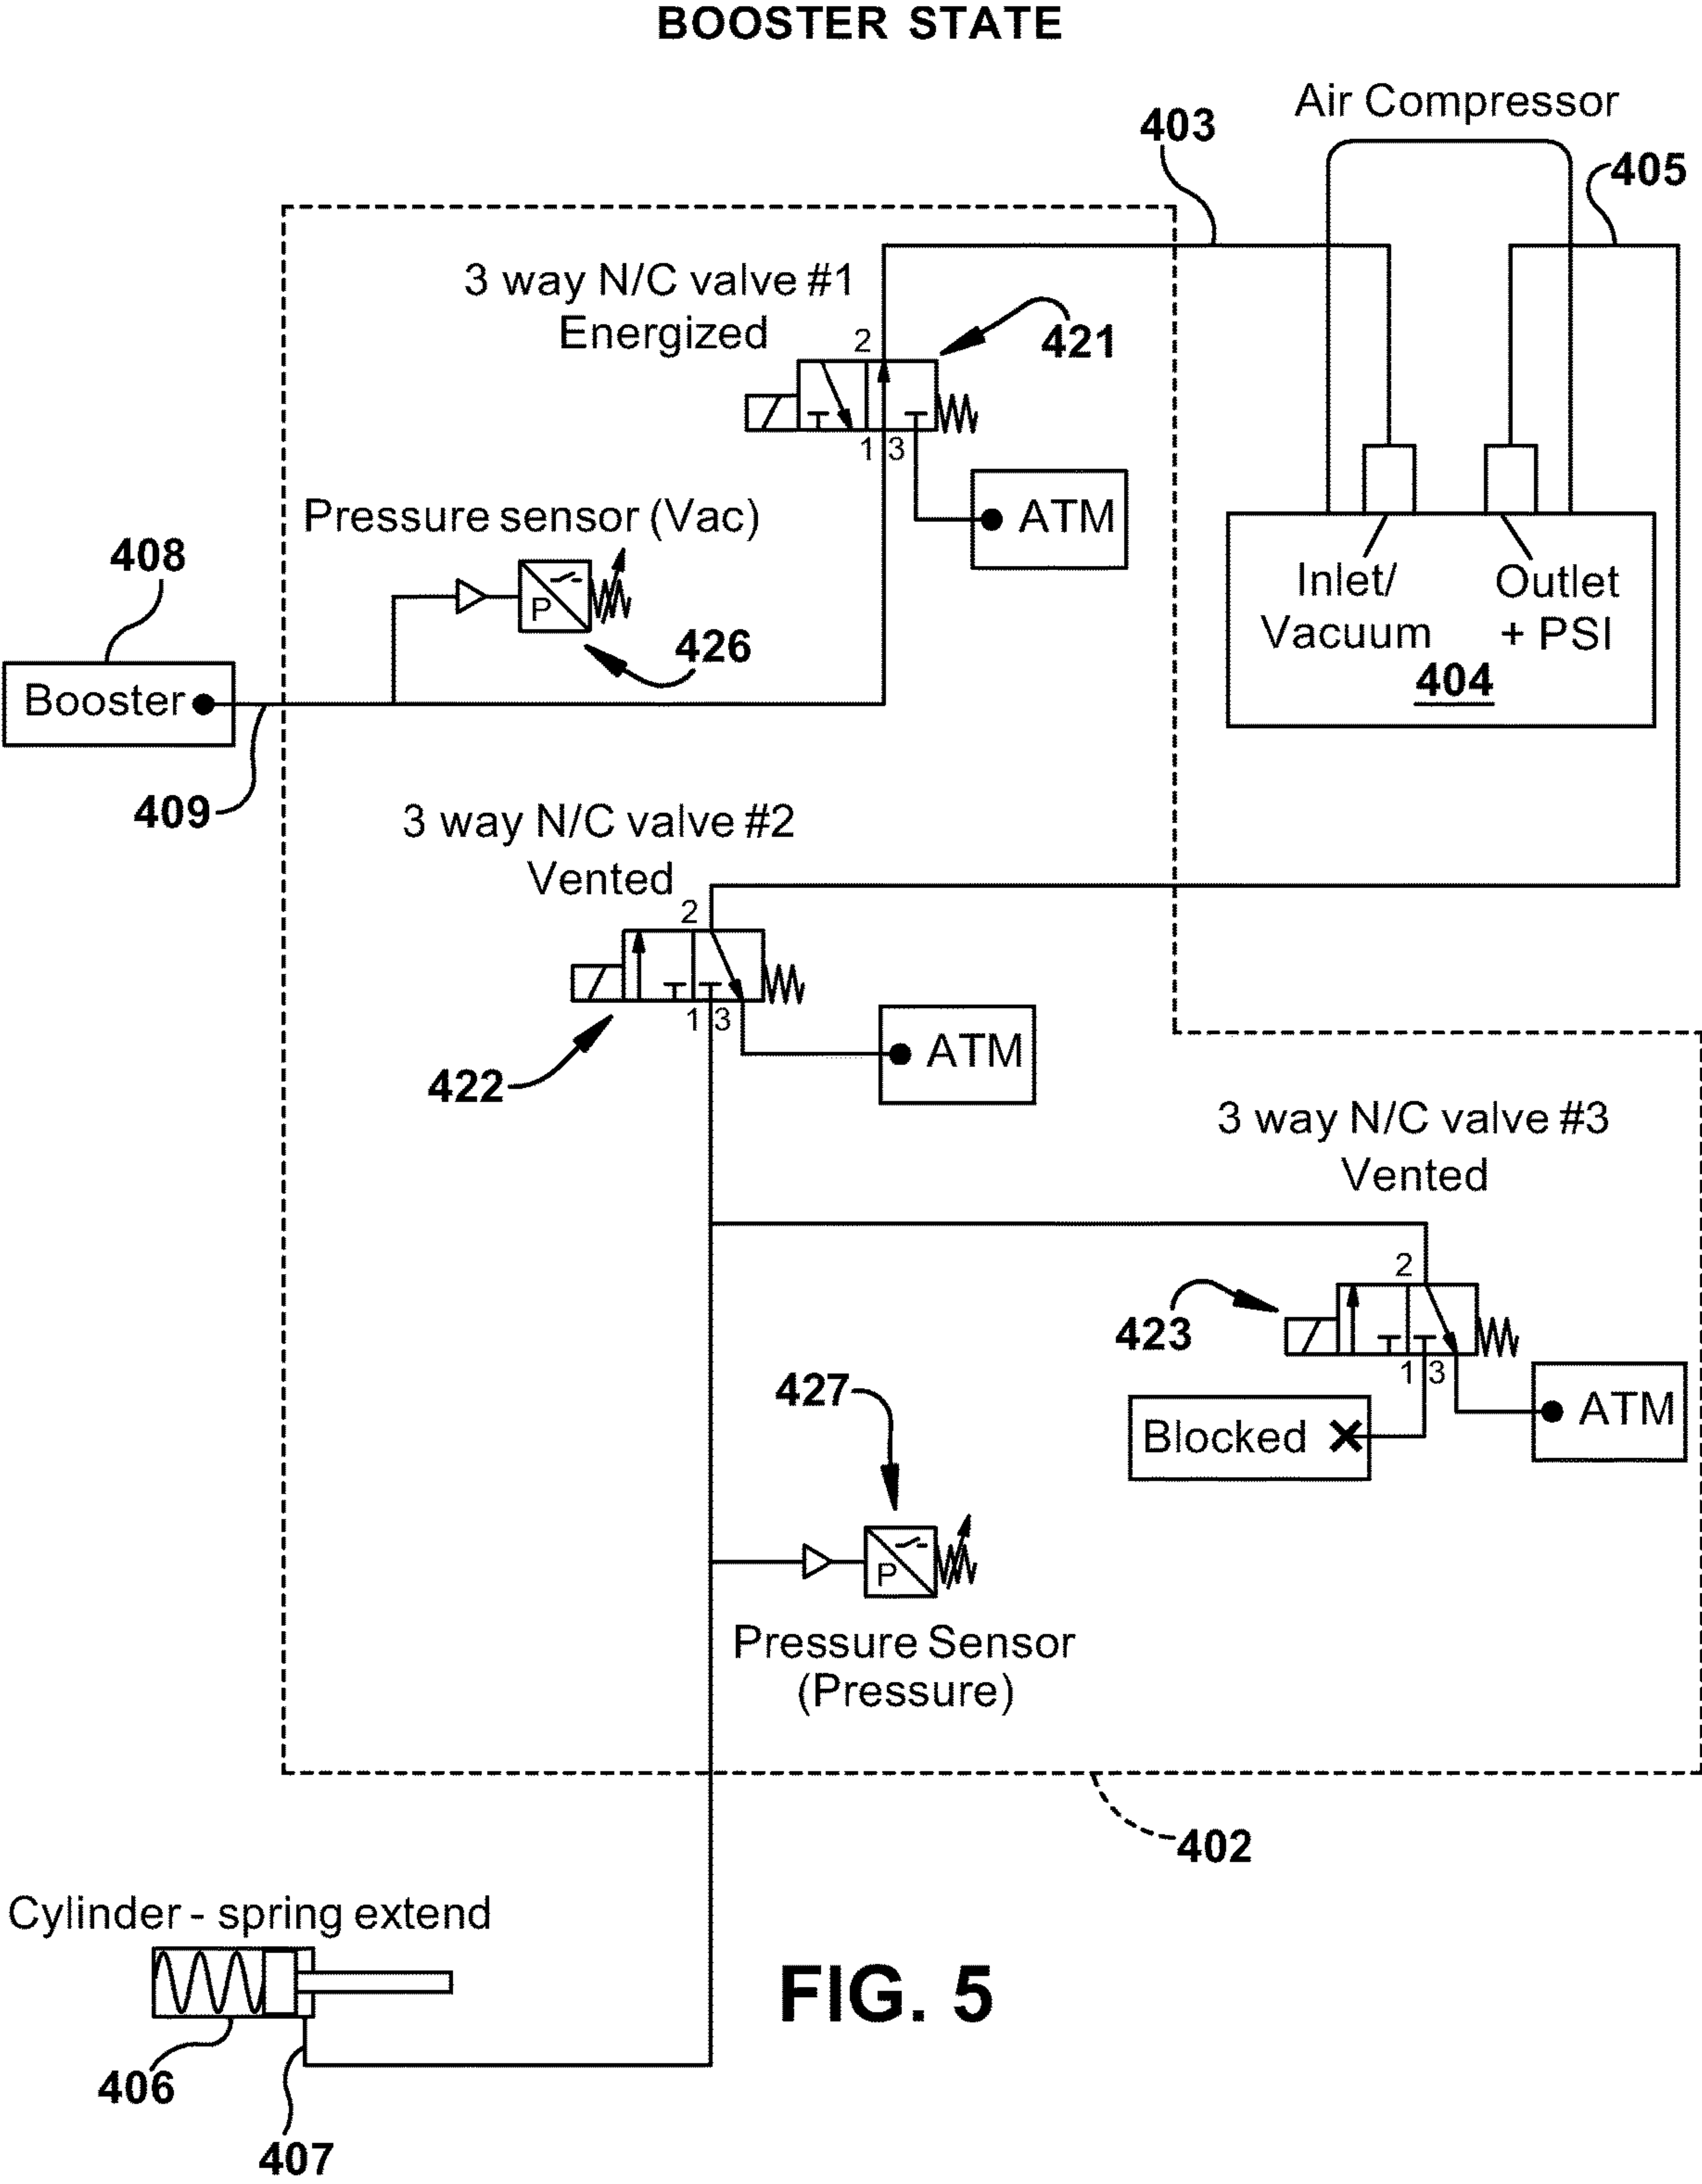 BOOSTER STATE
Air Compressor
403
405
3 way N/C valve #1
Energized
421
2
1 3
ATM
Pressure sensor (Vac)
P
426
408
Booster
409
Inlet/
Vacuum
Outlet
+ PSI
404
3 way N/C valve #2
Vented
2
1 3
422
ATM
3 way N/C valve #3
Vented
2
423
1 3
ATM
Blocked
427
P
Pressure Sensor
(Pressure)
402
Cylinder - spring extend
406
407
FIG. 5